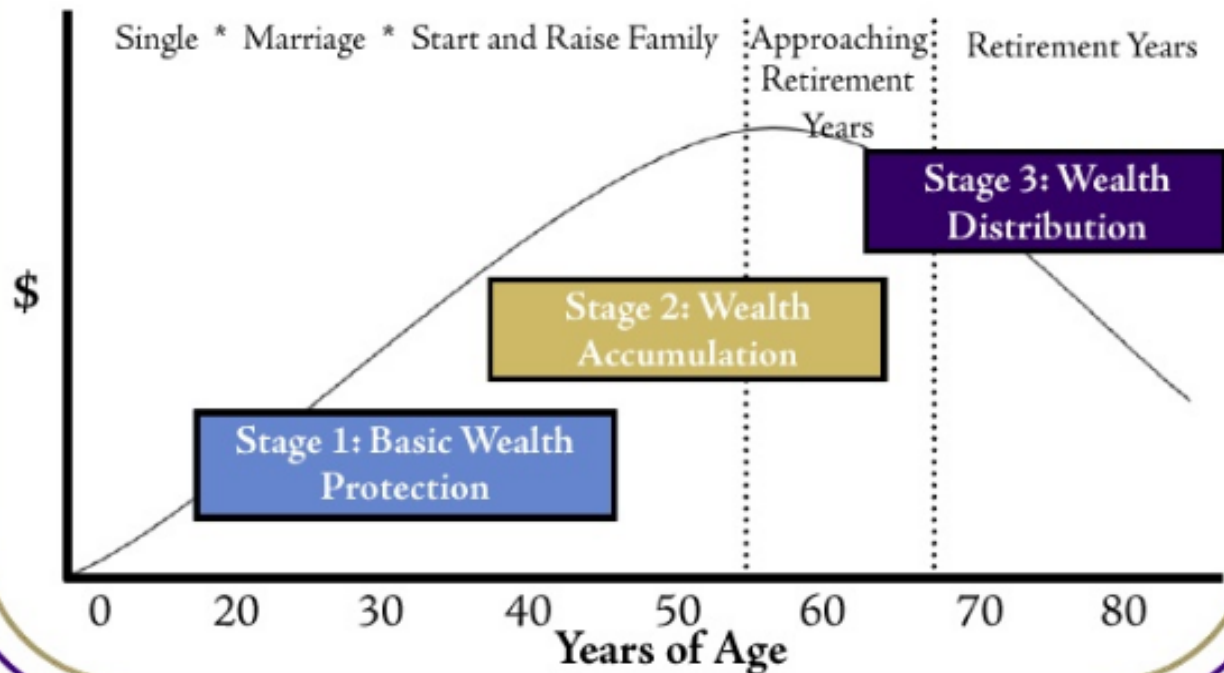 Single * Marriage * Start and Raise Family
Approaching
Retirement
Years
Retirement Years
Stage 3: Wealth
Distribution
$
Stage 2: Wealth
Accumulation
Stage 1: Basic Wealth
Protection
0 20 30 40 50 60 70 80
Years of Age